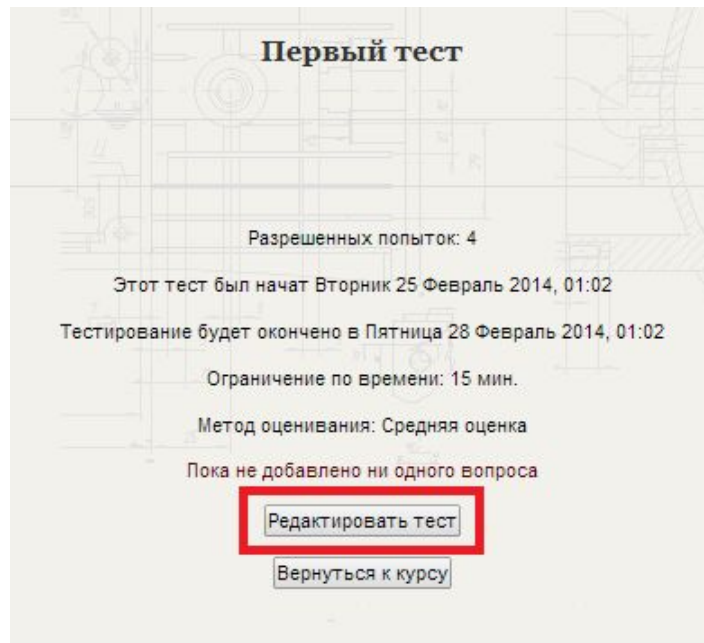 Первый тест
Разрешенных попыток: 4
Этот тест был начат Вторник 25 Февраль 2014, 01:02
Тестирование будет окончено в Пятница 28 Февраль 2014, 01:02
Ограничение по времени: 15 мин.
Метод оценивания: Средняя оценка
Пока не добавлено ни одного вопроса
Редактировать тест
Вернуться к курсу